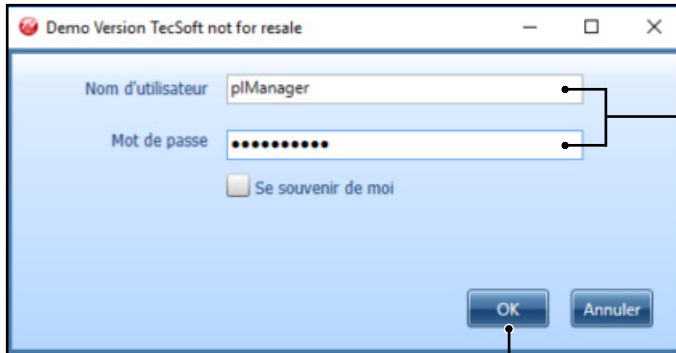 Demo Version TecSoft not for resale
Nom d'utilisateur plManager
Mot de passe ••••••••••
Se souvenir de moi
OK Annuler